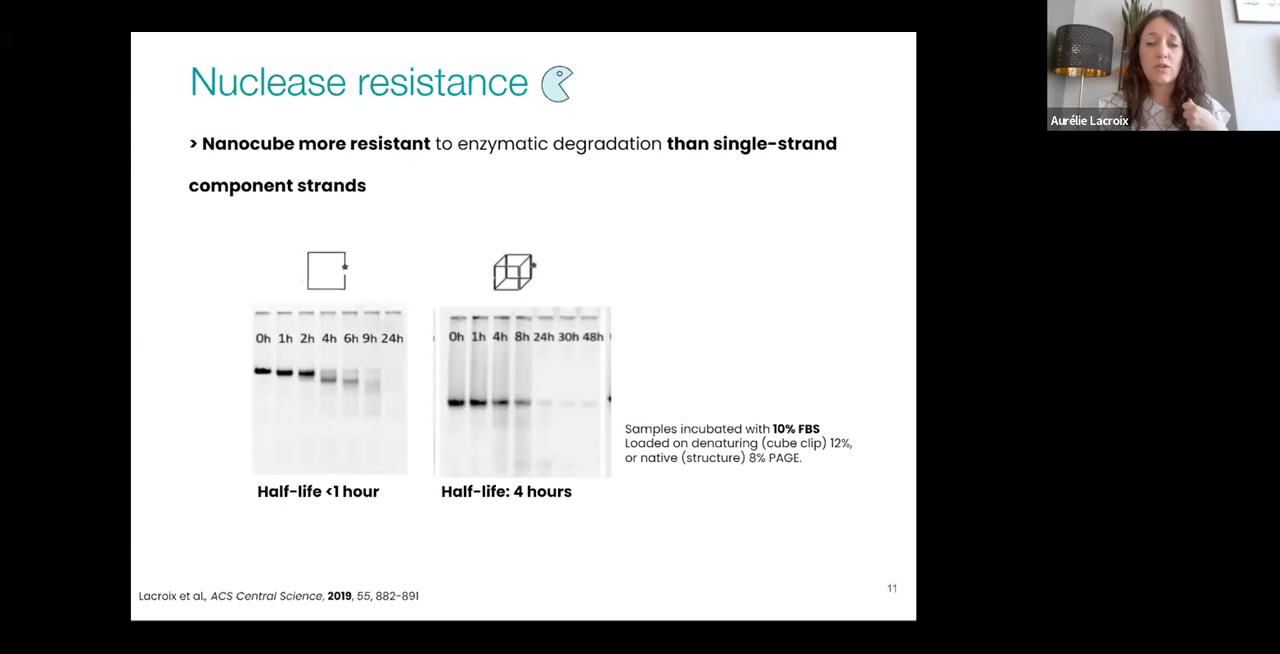 Nuclease resistance
> Nanocube more resistant to enzymatic degradation than single-strand
component strands
0h 1h 2h 4h 6h 9h 24h
0h 1h 4h 8h 24h 30h 48h
Samples incubated with 10% FBS
Loaded on denaturing (cube clip) 12%,
or native (structure) 8% PAGE.
Half-life <1 hour
Half-life: 4 hours
Lacroix et al., ACS Central Science, 2019, 55, 882-891
11
Aurélie Lacroix